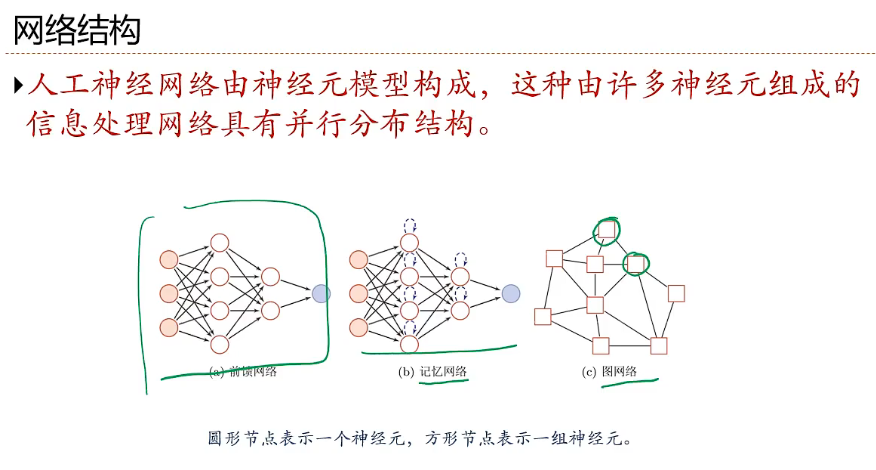 网络结构
人工神经网络由神经元模型构成，这种由许多神经元组成的
信息处理网络具有并行分布结构。
(a) 前馈网络
(b) 记忆网络
(c) 图网络
圆形节点表示一个神经元，方形节点表示一组神经元。